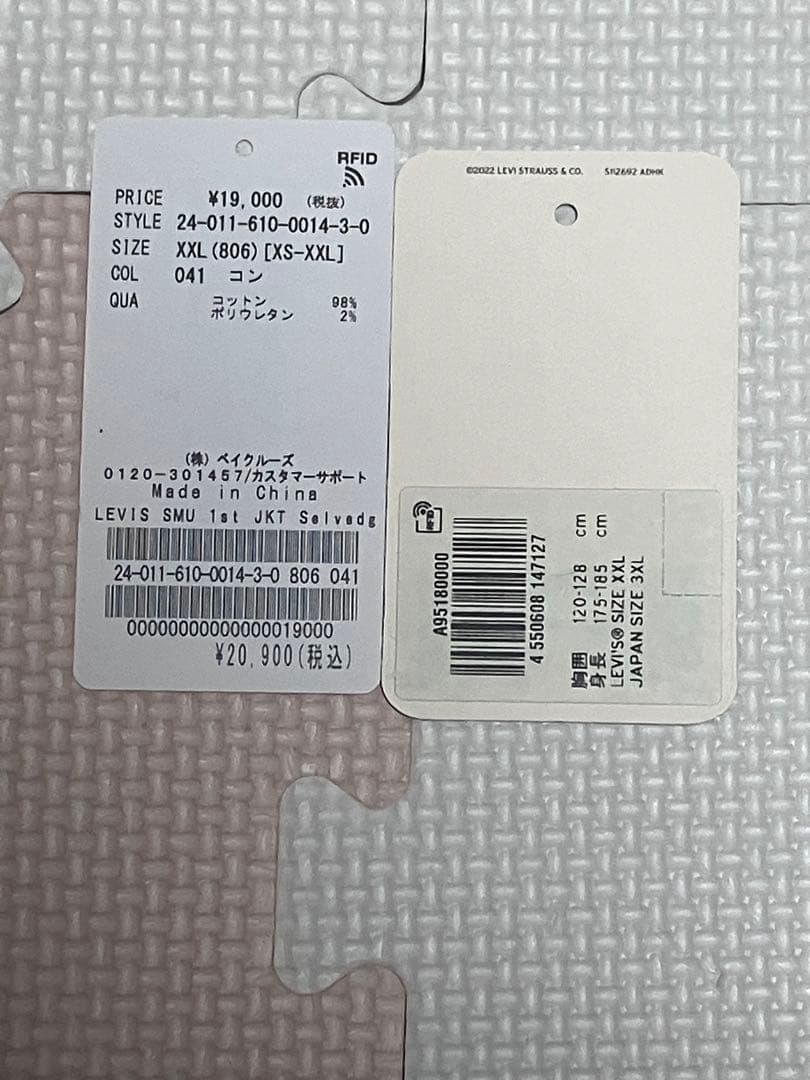 RFID
PRICE ¥19,000 (税抜)
STYLE 24-011-610-0014-3-0
SIZE XXL(806)[XS-XXL]
COL 041 コン
QUA コットン 98%
ポリウレタン 2%
(株) ベイクルーズ
0120-301457/カスタマーサポート
Made in China
LEVIS SMU 1st JKT Selvedg
24-011-610-0014-3-0 806 041
00000000000000019000
¥20,900(税込)
©2022 LEVI STRAUSS & CO. 5112692 ADHK
RFID
A95180000
4 550608 147127
胸囲 120-128 cm
身長 175-185 cm
LEVI'S® SIZE XXL
JAPAN SIZE 3XL